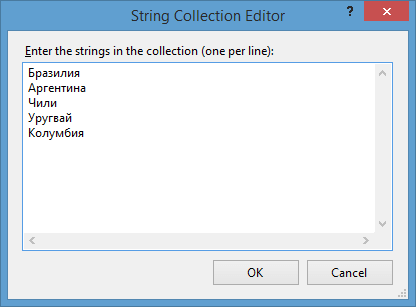 String Collection Editor
?
Enter the strings in the collection (one per line):
Бразилия
Аргентина
Чили
Уругвай
Колумбия
OK
Cancel